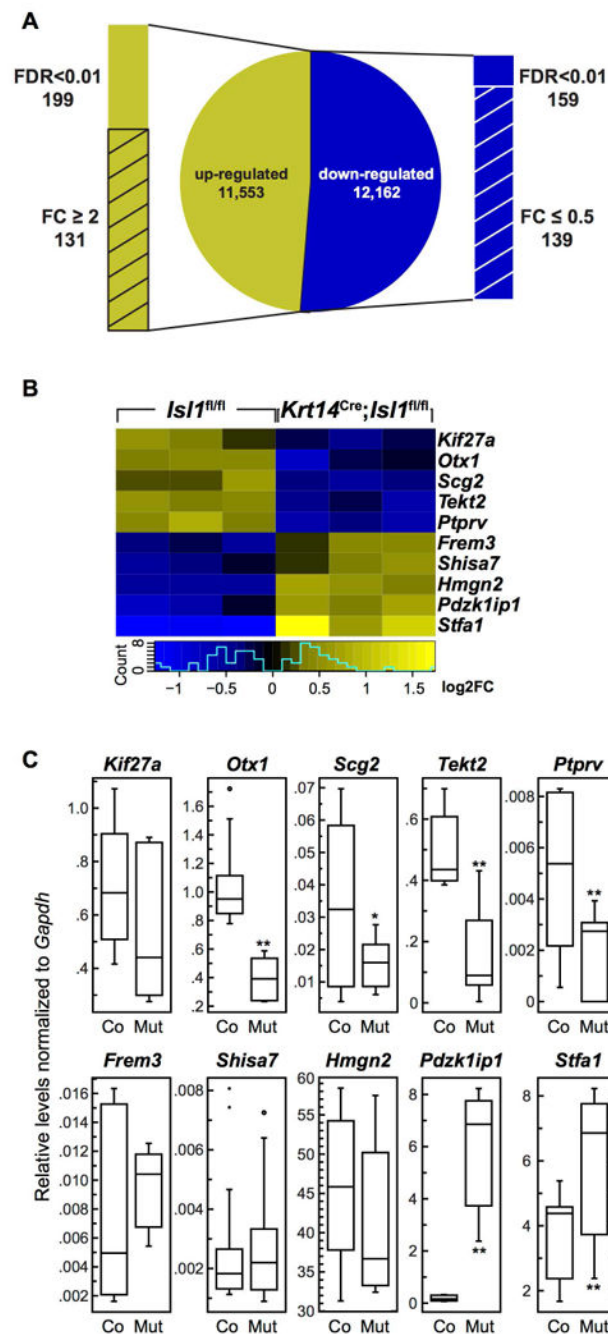 A
FDR<0.01
199
FC ≥ 2
131
up-regulated
11,553
down-regulated
12,162
FDR<0.01
159
FC ≤ 0.5
139
B
Isl1fl/fl
Krt14Cre;Isl1fl/fl
Kif27a
Otx1
Scg2
Tekt2
Ptprv
Frem3
Shisa7
Hmgn2
Pdzk1ip1
Stfa1
Count
8
0
−1 −0.5 0 0.5 1 1.5 log2FC
C
Relative levels normalized to Gapdh
Kif27a
1.0
.8
.6
.4
Co Mut
Otx1
1.6
1.4
1.2
1.0
.8
.6
.4
.2
**
Co Mut
Scg2
.07
.06
.05
.04
.03
.02
.01
*
Co Mut
Tekt2
.6
.4
.2
0
**
Co Mut
Ptprv
.008
.006
.004
.002
0
**
Co Mut
Frem3
.016
.014
.012
.010
.008
.006
.004
.002
Co Mut
Shisa7
.008
.006
.004
.002
Co Mut
Hmgn2
60
55
50
45
40
35
30
Co Mut
Pdzk1ip1
8
6
4
2
0
**
Co Mut
Stfa1
8
6
4
2
**
Co Mut